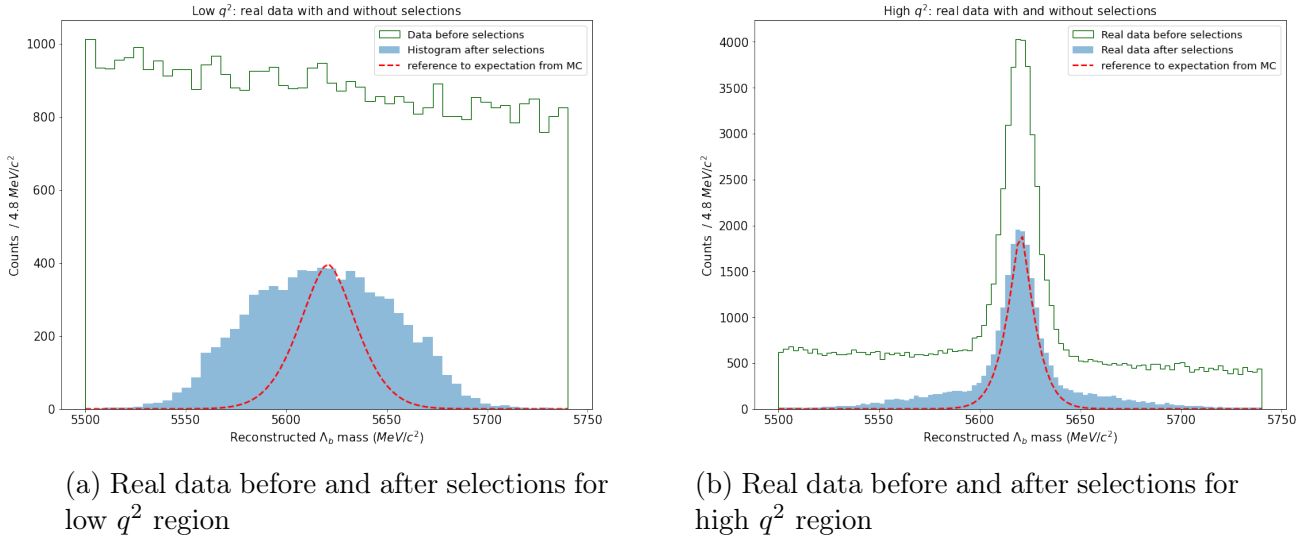 Low q²: real data with and without selections
Data before selections
Histogram after selections
reference to expectation from MC
1000
800
600
400
200
0
Counts / 4.8 MeV/c²
5500
5550
5600
5650
5700
5750
Reconstructed Λ_b mass (MeV/c²)
(a) Real data before and after selections for
low q² region
High q²: real data with and without selections
Real data before selections
Real data after selections
reference to expectation from MC
4000
3500
3000
2500
2000
1500
1000
500
0
Counts / 4.8 MeV/c²
5500
5550
5600
5650
5700
5750
Reconstructed Λ_b mass (MeV/c²)
(b) Real data before and after selections for
high q² region